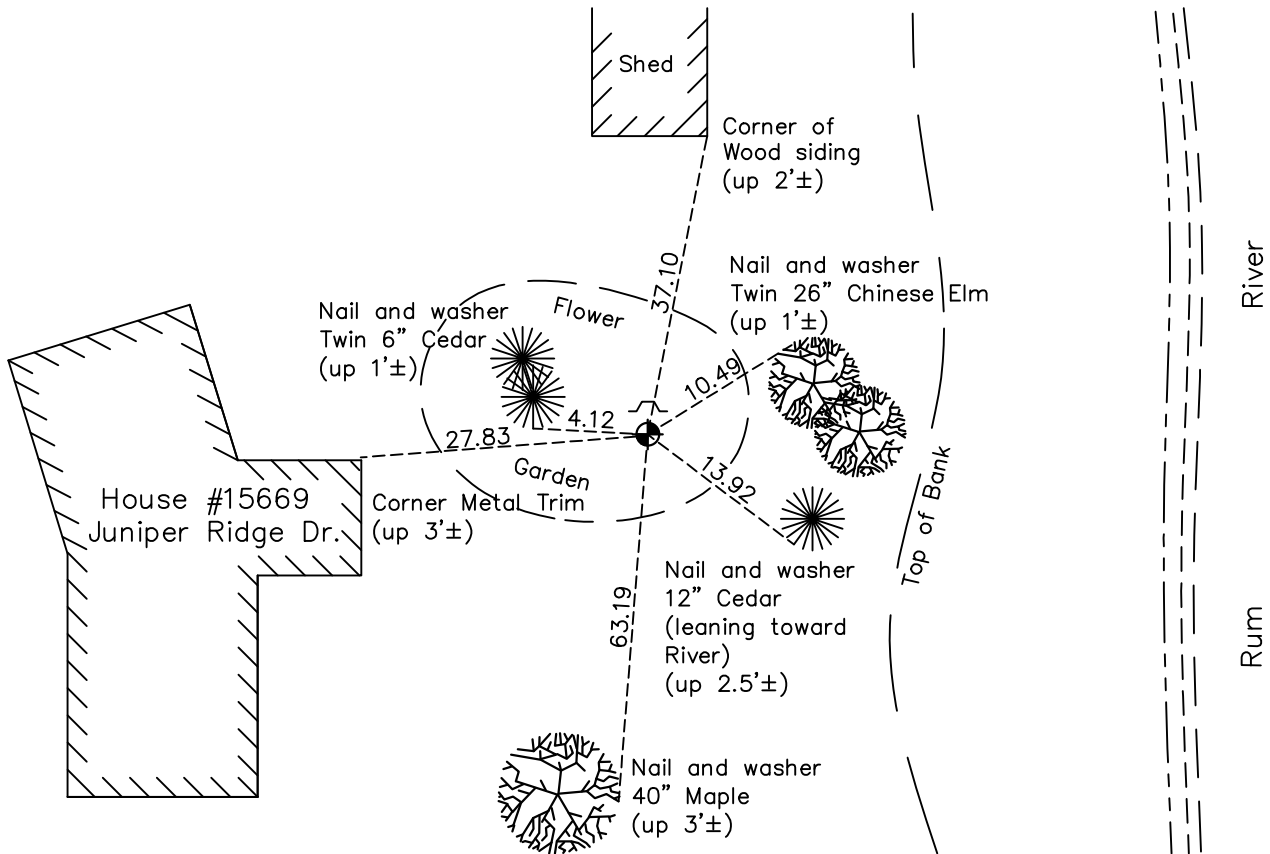 Shed
Corner of
Wood siding
(up 2'±)
37.10
Nail and washer
Twin 26" Chinese Elm
(up 1'±)
River
Nail and washer
Twin 6" Cedar
(up 1'±)
Flower
10.49
4.12
27.83
Garden
13.92
House #15669
Juniper Ridge Dr.
Corner Metal Trim
(up 3'±)
Top of Bank
Nail and washer
12" Cedar
(leaning toward
River)
(up 2.5'±)
63.19
Rum
Nail and washer
40" Maple
(up 3'±)